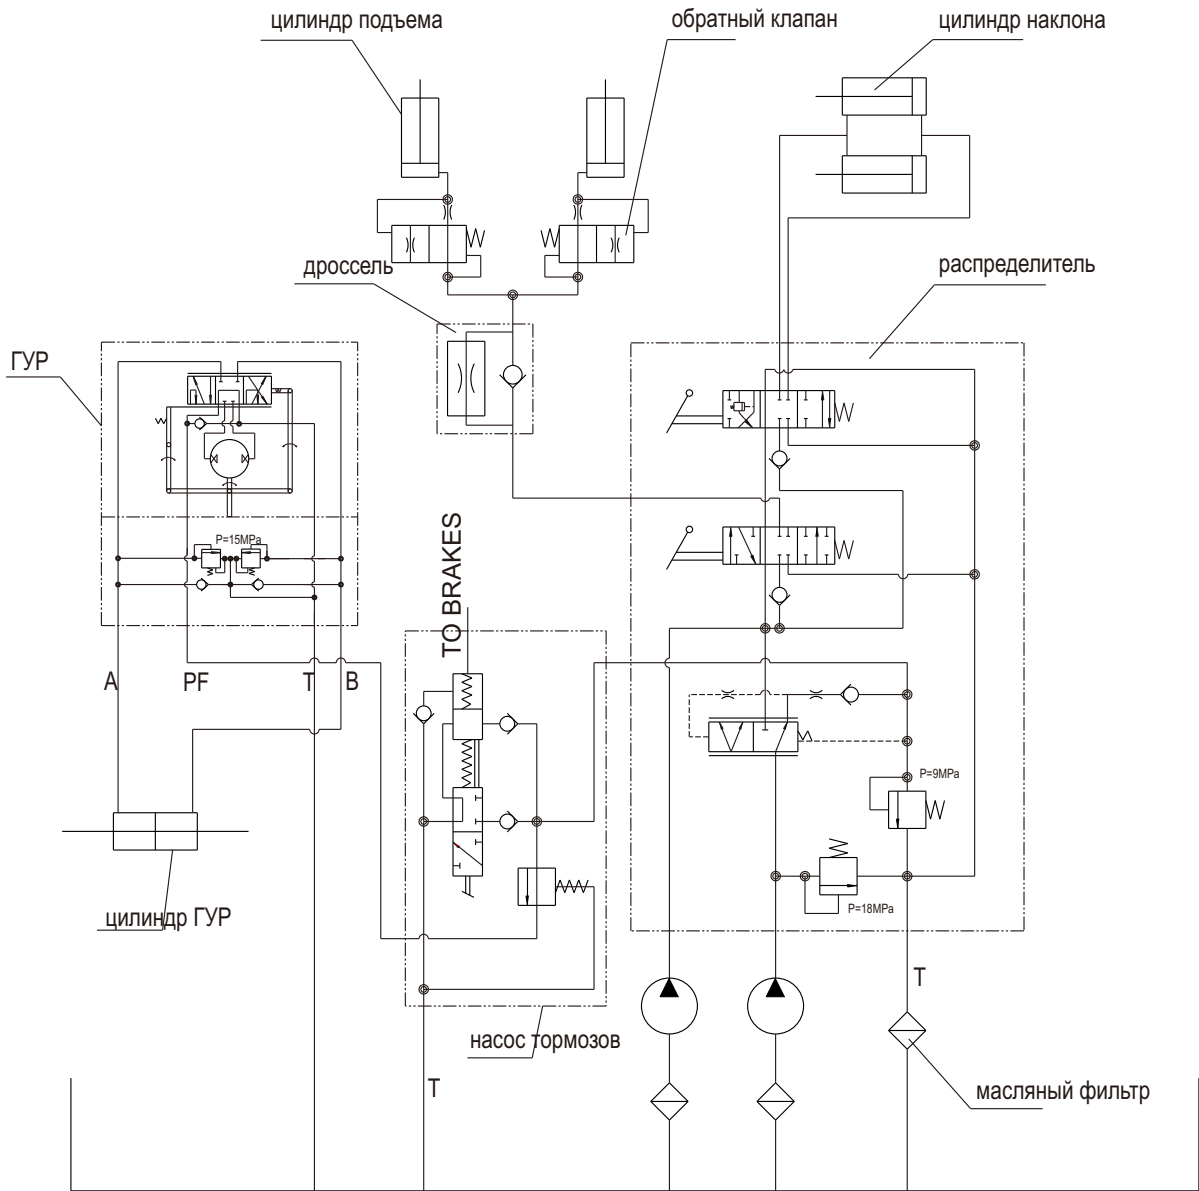 цилиндр подъема
обратный клапан
цилиндр наклона
дроссель
распределитель
ГУР
P=15MPa
TO BRAKES
A
PF
T
B
P=9MPa
P=18MPa
цилиндр ГУР
T
насос тормозов
T
масляный фильтр